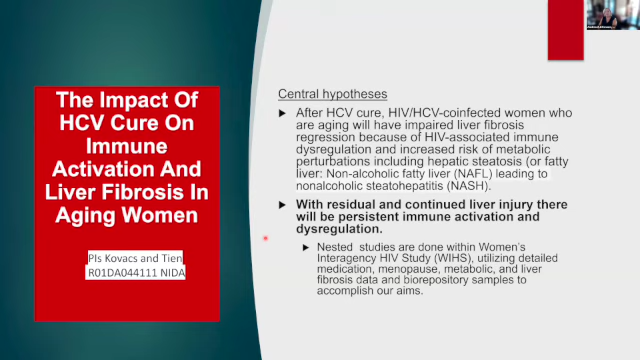 The Impact Of
HCV Cure On
Immune
Activation And
Liver Fibrosis In
Aging Women
PIs Kovacs and Tien
R01DA044111 NIDA
Central hypotheses
After HCV cure, HIV/HCV-coinfected women who
are aging will have impaired liver fibrosis
regression because of HIV-associated immune
dysregulation and increased risk of metabolic
perturbations including hepatic steatosis (or fatty
liver: Non-alcoholic fatty liver (NAFL) leading to
nonalcoholic steatohepatitis (NASH).
With residual and continued liver injury there
will be persistent immune activation and
dysregulation.
Nested studies are done within Women's
Interagency HIV Study (WIHS), utilizing detailed
medication, menopause, metabolic, and liver
fibrosis data and biorepository samples to
accomplish our aims.